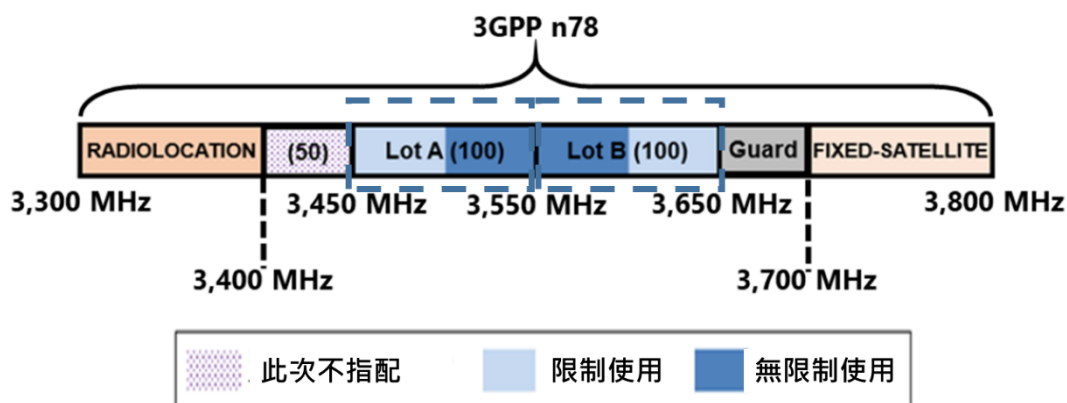 3GPP n78
RADIOLOCATION (50) Lot A (100) Lot B (100) Guard FIXED-SATELLITE
3,300 MHz 3,450 MHz 3,550 MHz 3,650 MHz 3,800 MHz
3,400 MHz 3,700 MHz
此次不指配 限制使用 無限制使用